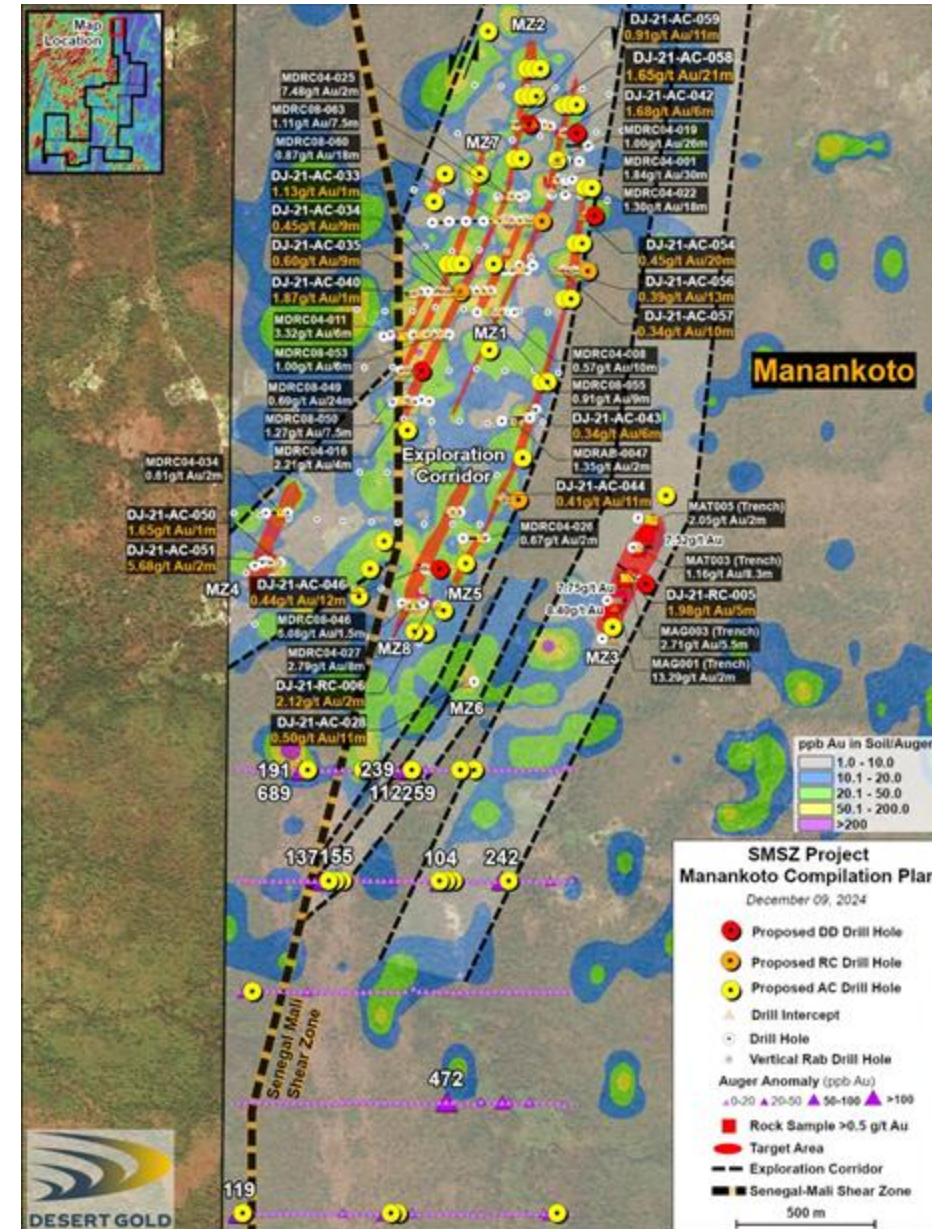 Map
Location
MZ2
DJ-21-AC-059
0.91g/t Au/11m
DJ-21-AC-058
1.65g/t Au/21m
DJ-21-AC-042
1.68g/t Au/6m
MDRC04-019
1.00g/t Au/26m
MDRC04-001
1.84g/t Au/30m
MDRC04-022
1.30g/t Au/18m
MDRC04-025
7.48g/t Au/2m
MDRC08-063
1.11g/t Au/7.5m
MDRC08-060
0.87g/t Au/18m
MZ7
DJ-21-AC-033
1.13g/t Au/1m
DJ-21-AC-034
0.45g/t Au/9m
DJ-21-AC-035
0.60g/t Au/9m
DJ-21-AC-040
1.87g/t Au/1m
MDRC04-011
3.32g/t Au/6m
MDRC08-053
1.00g/t Au/6m
MDRC08-049
0.69g/t Au/24m
MDRC08-050
1.27g/t Au/7.5m
MDRC04-016
2.21g/t Au/4m
DJ-21-AC-054
0.45g/t Au/20m
DJ-21-AC-056
0.39g/t Au/13m
DJ-21-AC-057
0.34g/t Au/10m
MZ1
MDRC04-008
0.57g/t Au/10m
MDRC08-055
0.91g/t Au/9m
DJ-21-AC-043
0.34g/t Au/6m
MDRAB-0047
1.35g/t Au/2m
DJ-21-AC-044
0.41g/t Au/11m
MDRC04-026
0.67g/t Au/2m
Manankoto
Exploration
Corridor
MDRC04-034
0.61g/t Au/2m
DJ-21-AC-050
1.65g/t Au/1m
DJ-21-AC-051
5.68g/t Au/2m
MZ4
DJ-21-AC-046
0.44g/t Au/12m
MDRC08-046
6.08g/t Au/1.5m
MDRC04-027
2.79g/t Au/8m
DJ-21-RC-006
2.12g/t Au/2m
DJ-21-AC-028
0.50g/t Au/11m
MZ5
MZ8
MZ6
MAT005 (Trench)
2.05g/t Au/2m
7.32g/t Au
MAT003 (Trench)
1.16g/t Au/8.3m
2.75g/t Au
DJ-21-RC-005
1.98g/t Au/5m
8.40g/t Au
MAG003 (Trench)
2.71g/t Au/5.5m
MZ3
MAG001 (Trench)
13.29g/t Au/2m
191
239
689
112259
137155
104
242
472
119
Senegal Mali
Shear Zone
ppb Au in Soil/Auger
1.0 - 10.0
10.1 - 20.0
20.1 - 50.0
50.1 - 200.0
>200
SMSZ Project
Manankoto Compilation Plan
December 09, 2024
Proposed DD Drill Hole
Proposed RC Drill Hole
Proposed AC Drill Hole
Drill Intercept
Drill Hole
Vertical Rab Drill Hole
Auger Anomaly (ppb Au)
0-20 20-50 50-100 >100
Rock Sample >0.5 g/t Au
Target Area
Exploration Corridor
Senegal-Mali Shear Zone
500 m
DESERT GOLD